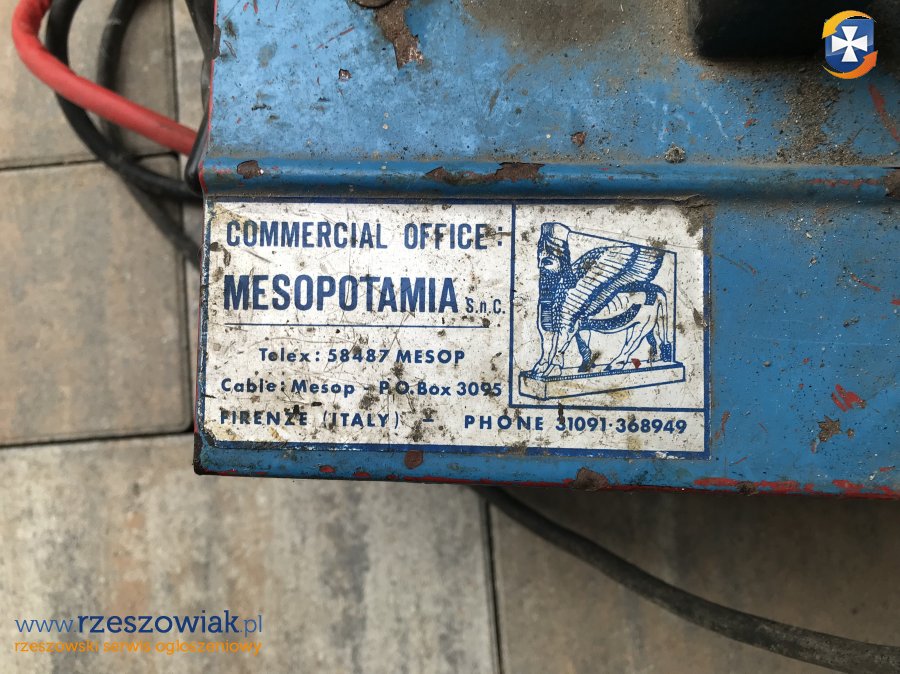 COMMERCIAL OFFICE:
MESOPOTAMIA S.n.C.
Telex: 58487 MESOP
Cable: Mesop - P.O. Box 3095
FIRENZE (ITALY) - PHONE 31091-368949
www.rzeszowiak.pl
rzeszowski serwis ogłoszeniowy